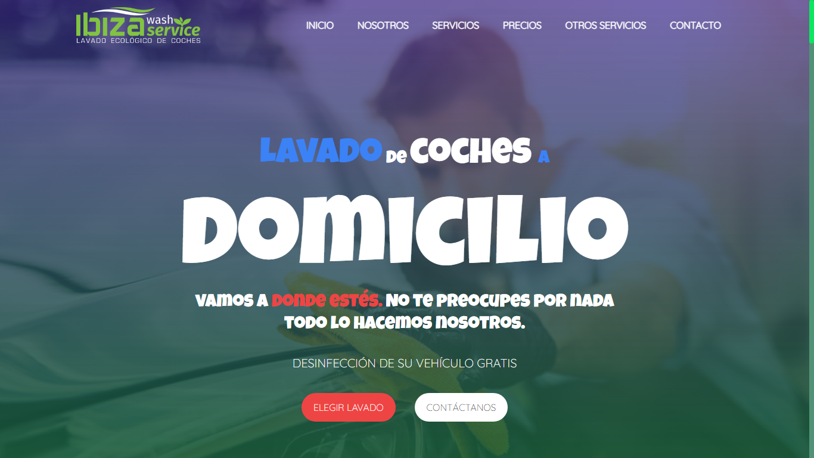 Ibiza wash service
LAVADO ECOLÓGICO DE COCHES
INICIO NOSOTROS SERVICIOS PRECIOS OTROS SERVICIOS CONTACTO
LAVADO DE COCHES A
DOMICILIO
VAMOS A DONDE ESTÉS. NO TE PREOCUPES POR NADA
TODO LO HACEMOS NOSOTROS.
DESINFECCIÓN DE SU VEHÍCULO GRATIS
ELEGIR LAVADO CONTÁCTANOS